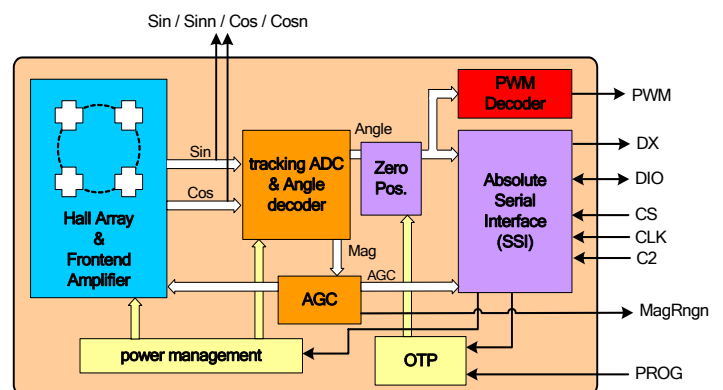 Sin / Sinn / Cos / Cosn
PWM
Decoder
PWM
Angle
DX
Sin
tracking ADC
& Angle
decoder
Zero
Pos.
Absolute
Serial
Interface
(SSI)
DIO
Cos
Hall Array
&
Frontend
Amplifier
CS
CLK
Mag
C2
AGC
AGC
MagRngn
power management
OTP
PROG